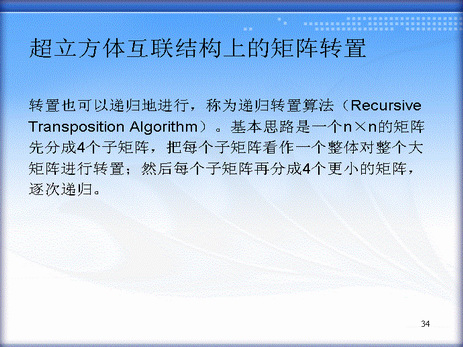 超立方体互联结构上的矩阵转置
转置也可以递归地进行，称为递归转置算法（Recursive
Transposition Algorithm）。基本思路是一个n×n的矩阵
先分成4个子矩阵，把每个子矩阵看作一个整体对整个大
矩阵进行转置；然后每个子矩阵再分成4个更小的矩阵，
逐次递归。
34